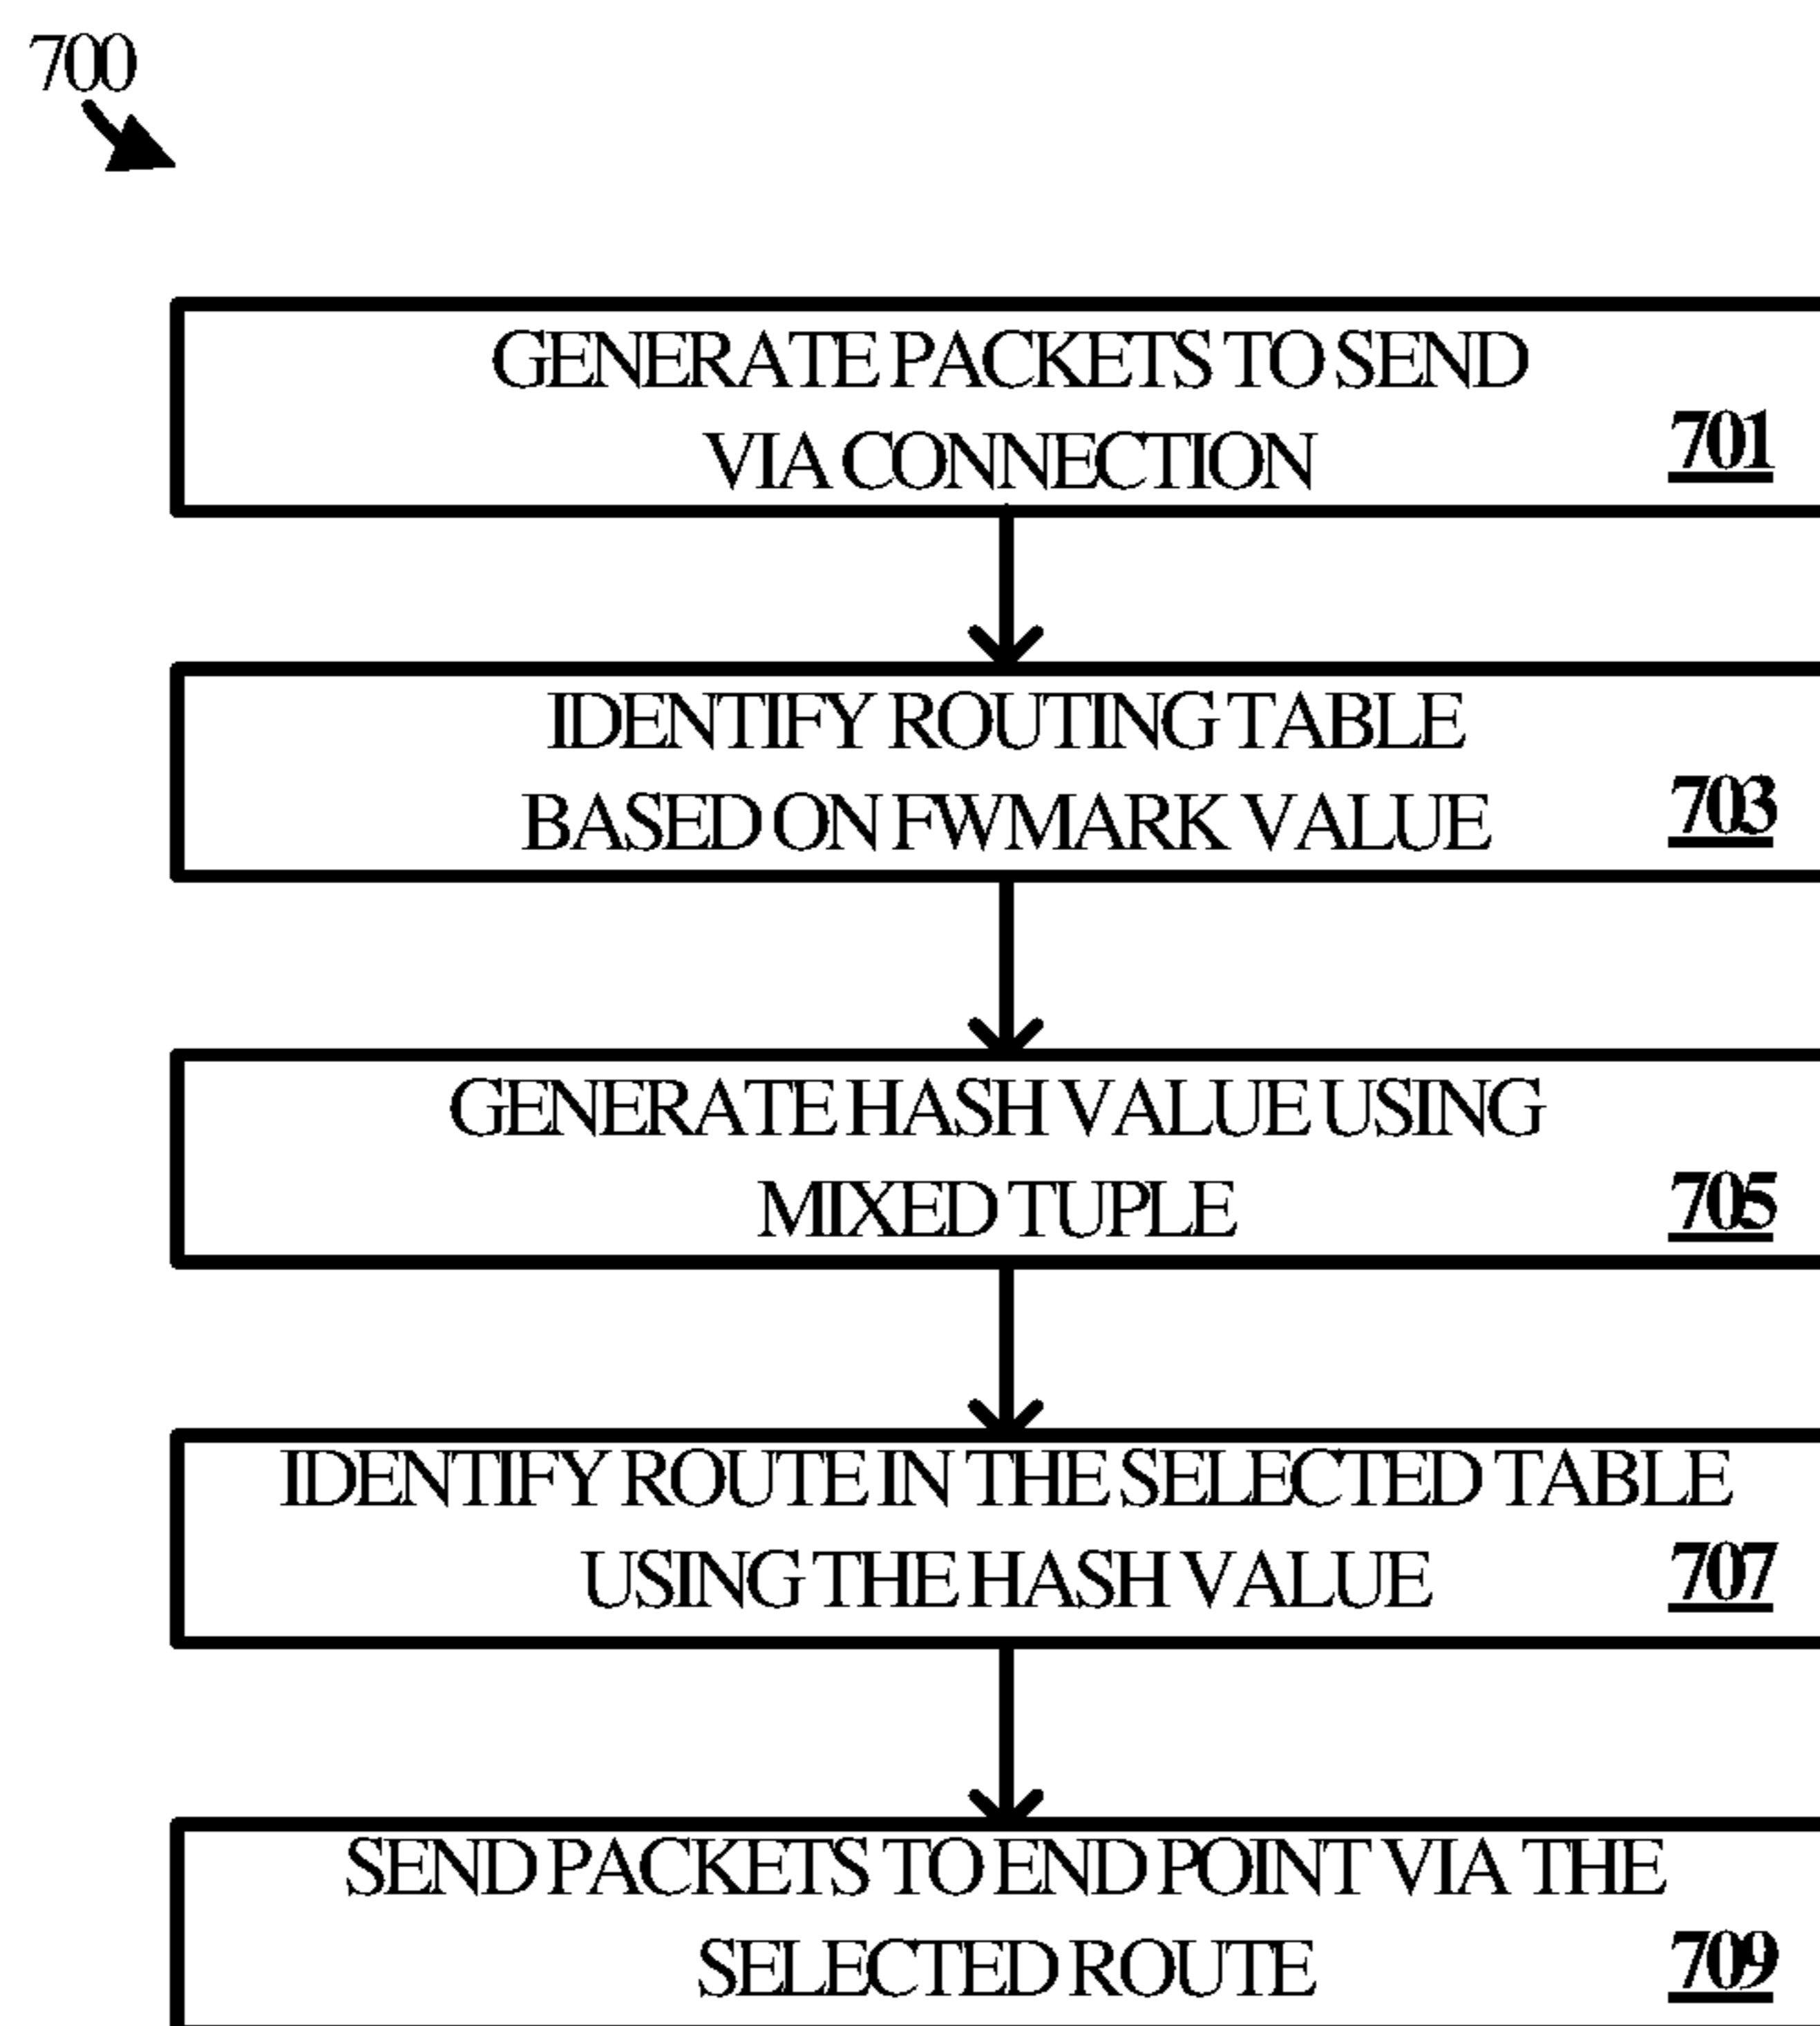 700
GENERATE PACKETS TO SEND
VIA CONNECTION
701
IDENTIFY ROUTING TABLE
BASED ON FWMARK VALUE
703
GENERATE HASH VALUE USING
MIXED TUPLE
705
IDENTIFY ROUTE IN THE SELECTED TABLE
USING THE HASH VALUE
707
SEND PACKETS TO END POINT VIA THE
SELECTED ROUTE
709